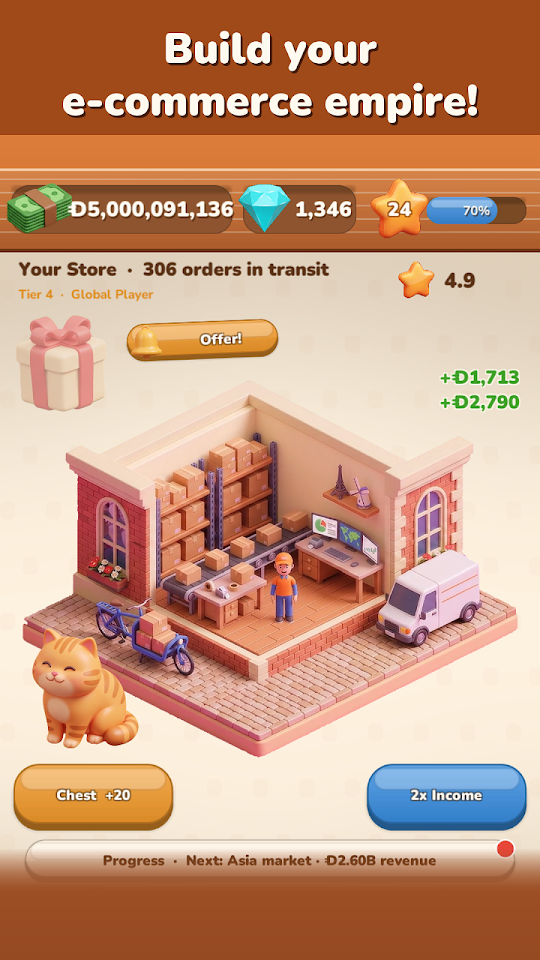 Build your
e-commerce empire!
Đ5,000,091,136
1,346
24
70%
Your Store · 306 orders in transit
4.9
Tier 4 · Global Player
Offer!
+Đ1,713
+Đ2,790
Chest +20
2x Income
Progress · Next: Asia market · Đ2.60B revenue